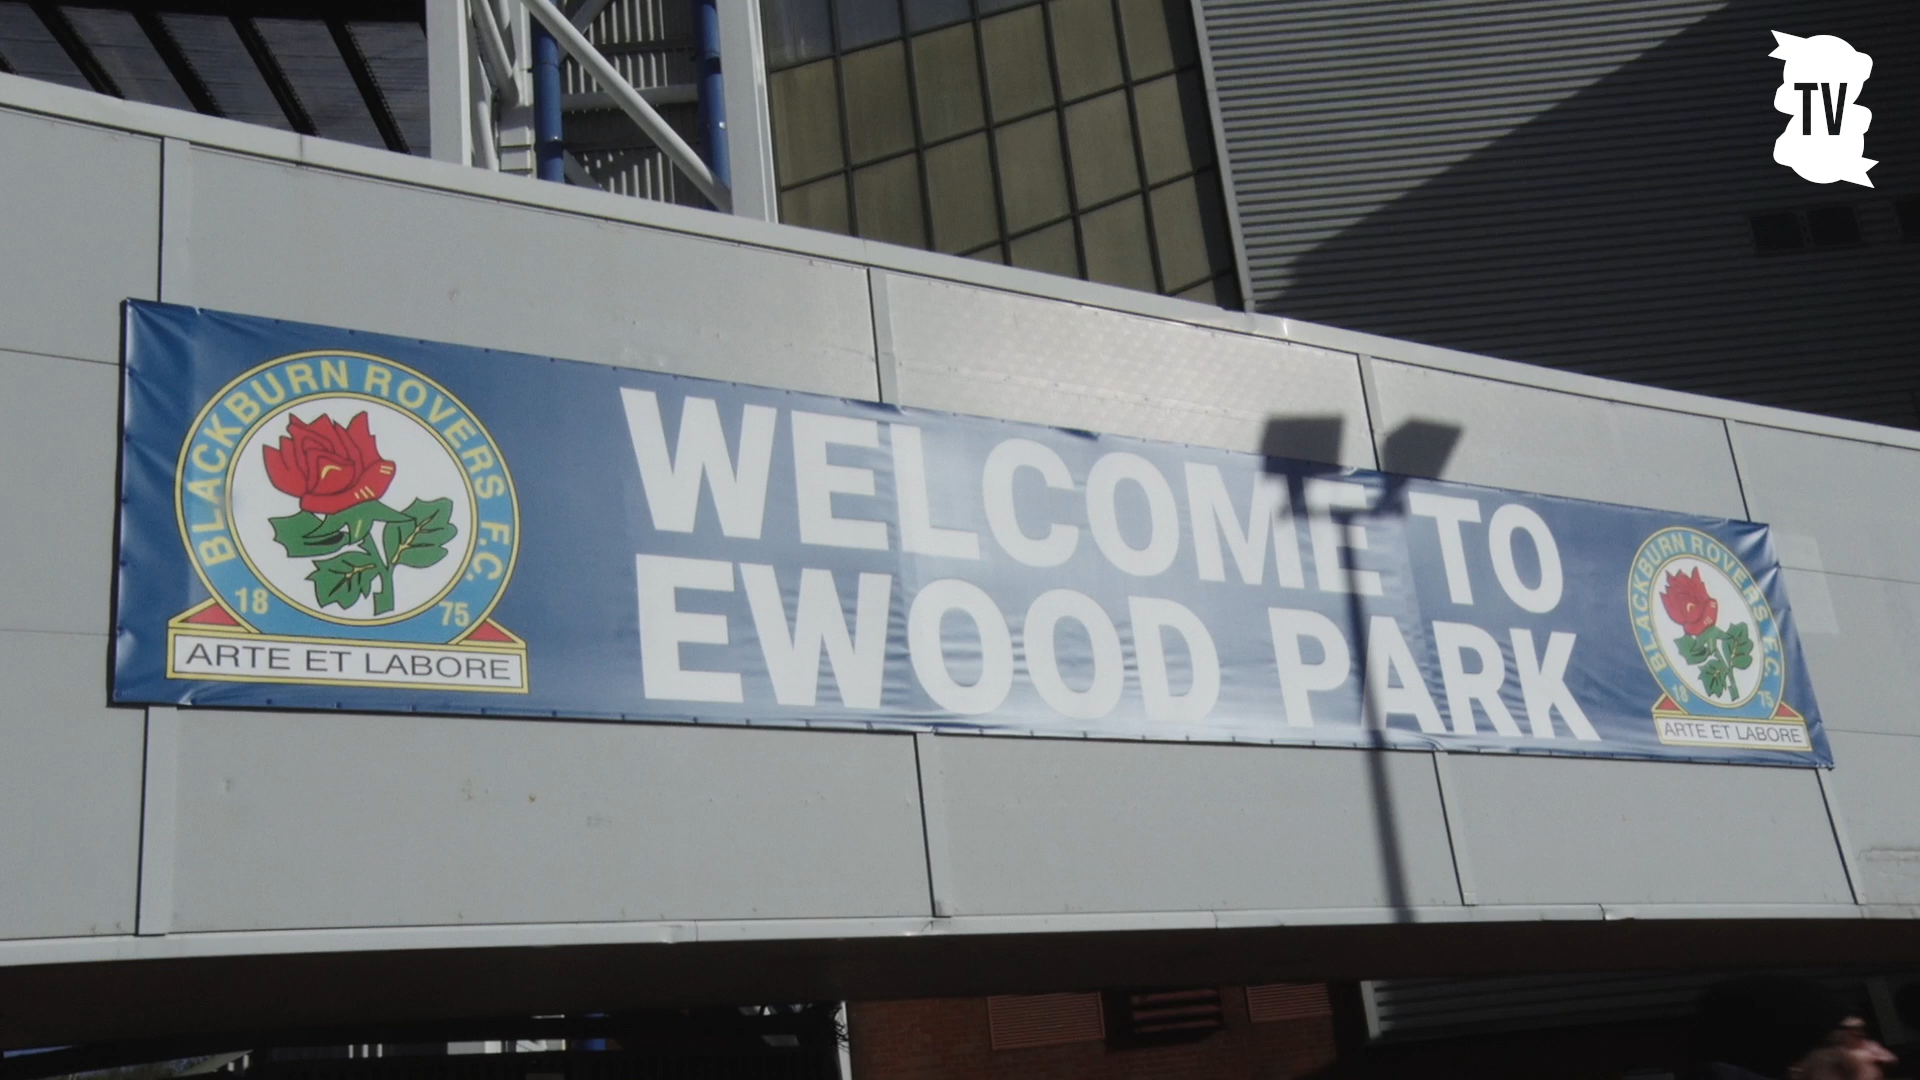 TV
BLACKBURN ROVERS F.C.
18 75
ARTE ET LABORE
WELCOME TO
EWOOD PARK
BLACKBURN ROVERS F.C.
18 75
ARTE ET LABORE